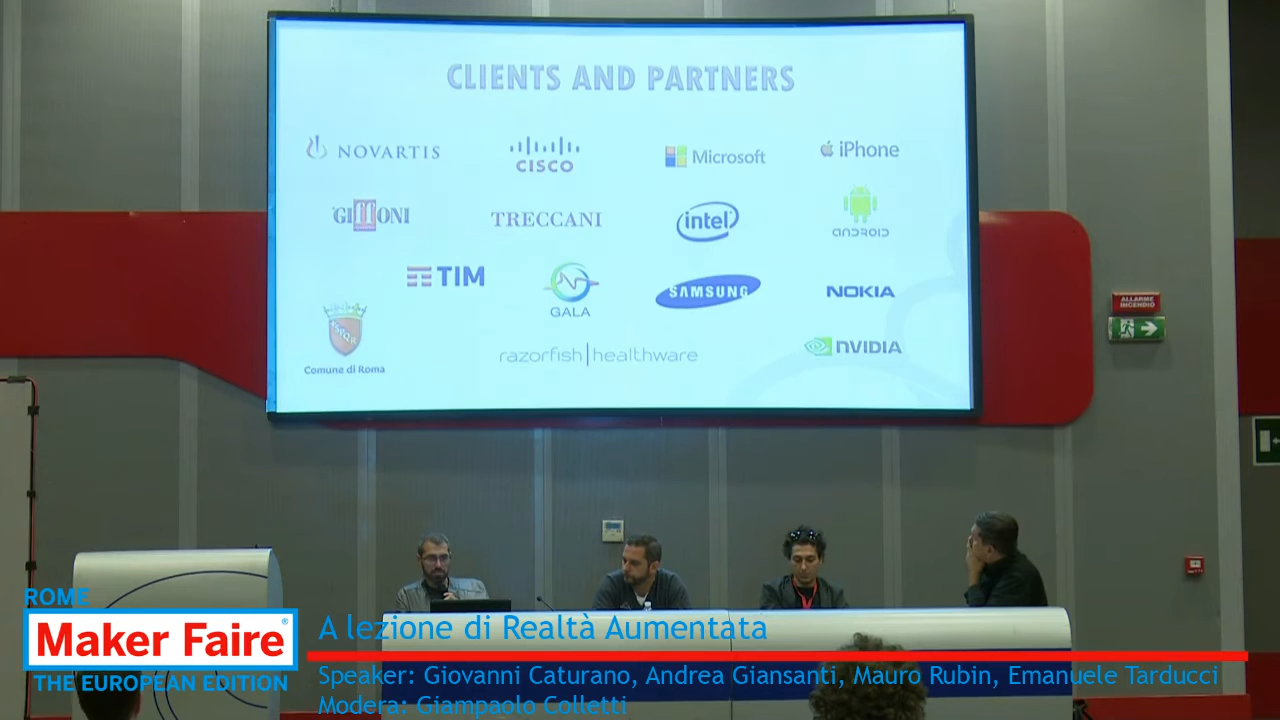 CLIENTS AND PARTNERS
NOVARTIS
CISCO
Microsoft
iPhone
GIffONI
TRECCANI
intel
ANDROID
TIM
GALA
SAMSUNG
NOKIA
Comune di Roma
razorfish|healthware
NVIDIA
ALLARME
INCENDIO
ROME
Maker Faire®
THE EUROPEAN EDITION
A lezione di Realtà Aumentata
Speaker: Giovanni Caturano, Andrea Giansanti, Mauro Rubin, Emanuele Tarducci
Modera: Giampaolo Colletti